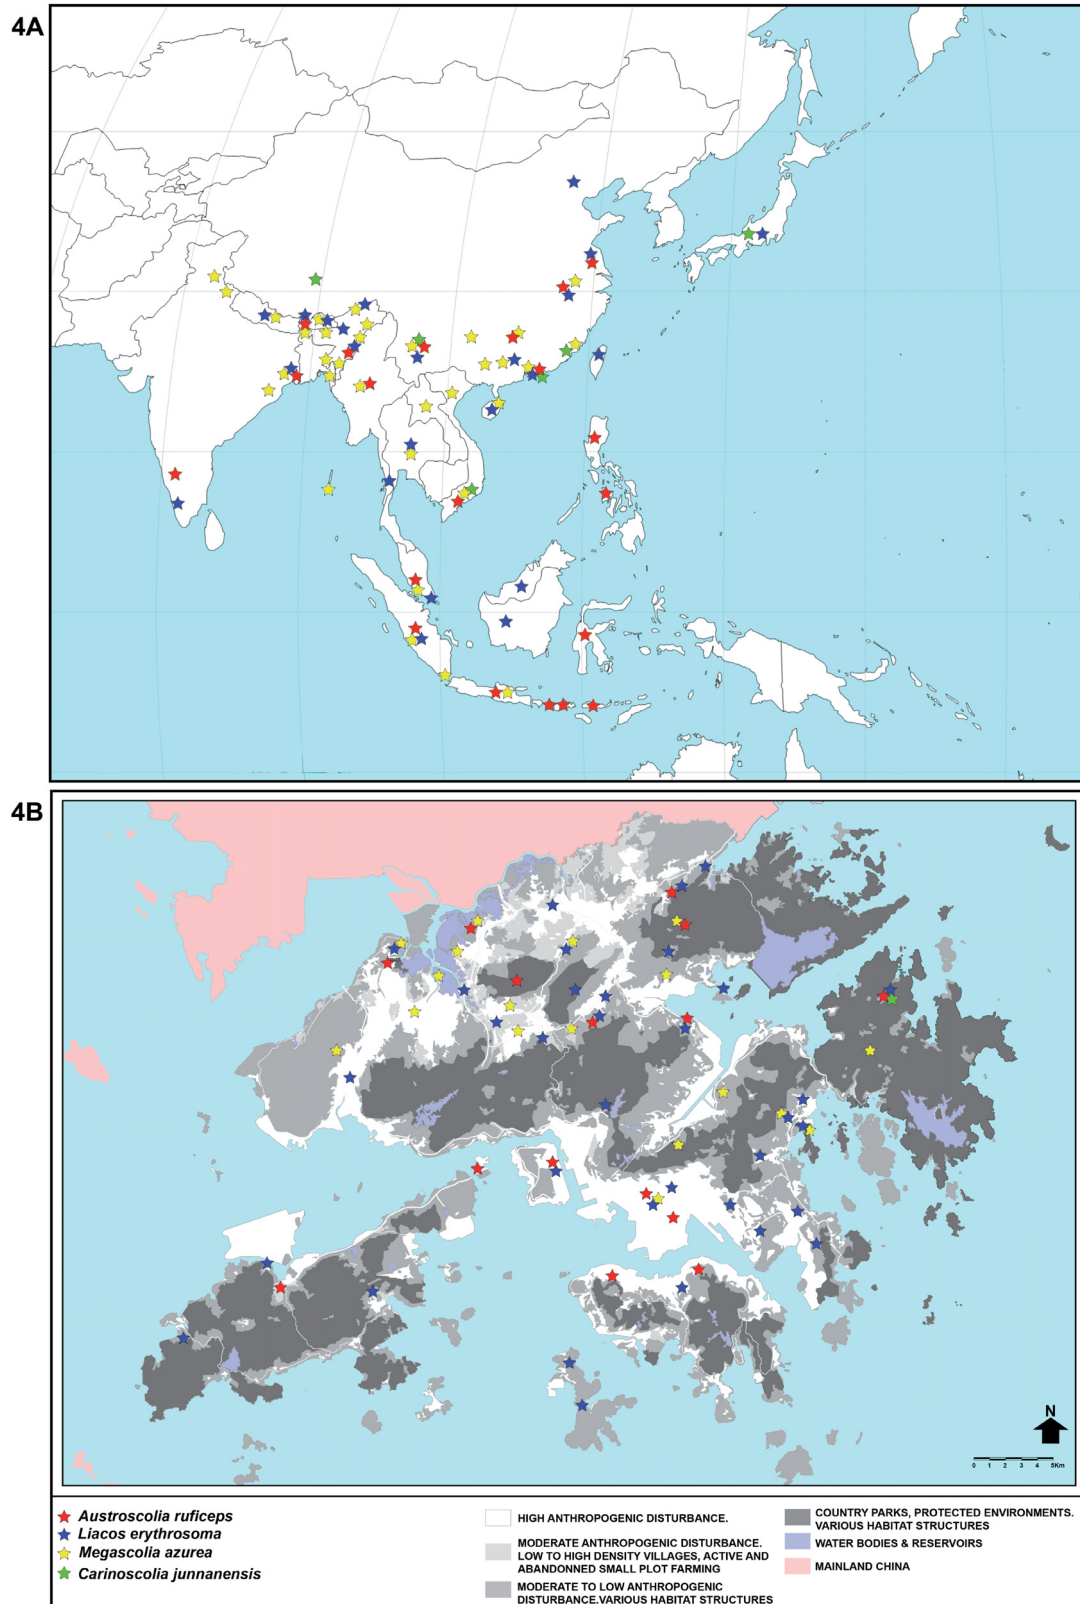 4A
4B
N
0 1 2 3 4 5Km
Austroscolia ruficeps
Liacos erythrosoma
Megascolia azurea
Carinoscolia junnanensis
HIGH ANTHROPOGENIC DISTURBANCE.
MODERATE ANTHROPOGENIC DISTURBANCE.
LOW TO HIGH DENSITY VILLAGES, ACTIVE AND
ABANDONNED SMALL PLOT FARMING
MODERATE TO LOW ANTHROPOGENIC
DISTURBANCE.VARIOUS HABITAT STRUCTURES
COUNTRY PARKS, PROTECTED ENVIRONMENTS.
VARIOUS HABITAT STRUCTURES
WATER BODIES & RESERVOIRS
MAINLAND CHINA